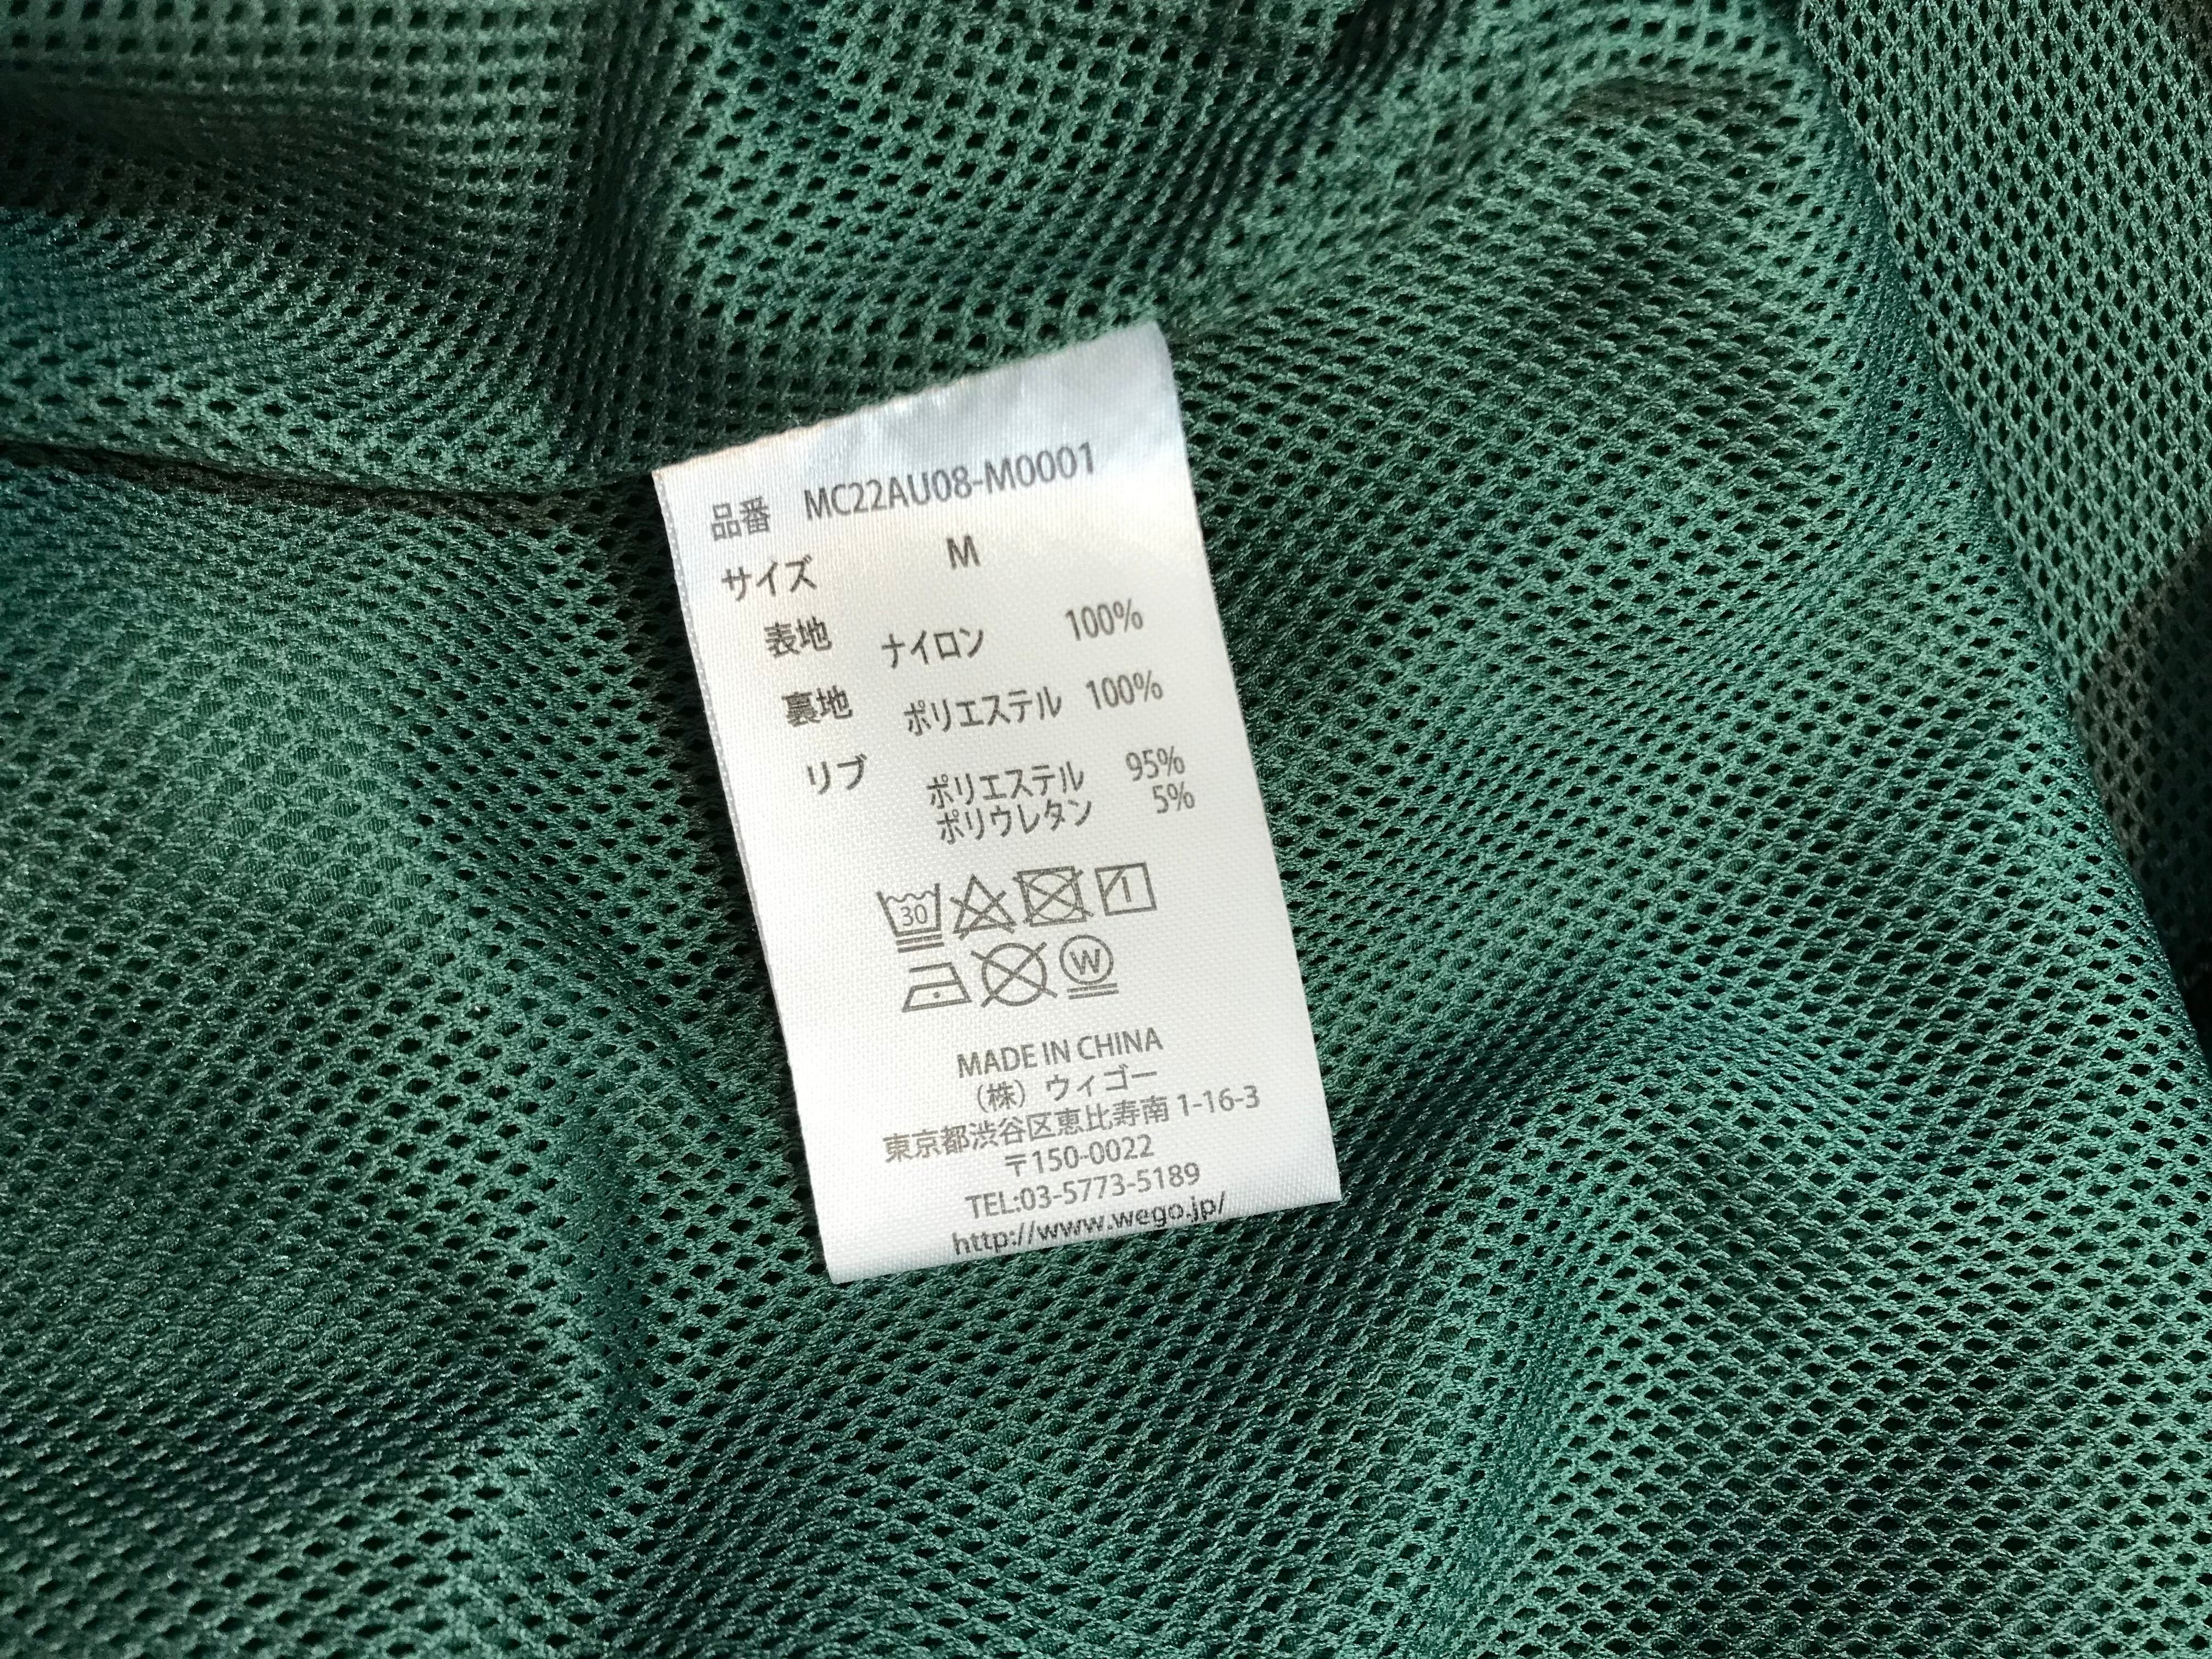 品番 MC22AU08-M0001
サイズ M
表地 ナイロン 100%
裏地 ポリエステル 100%
リブ ポリエステル 95%
ポリウレタン 5%
30
W
MADE IN CHINA
（株）ウィゴー
東京都渋谷区恵比寿南 1-16-3
〒150-0022
TEL:03-5773-5189
http://www.wego.jp/